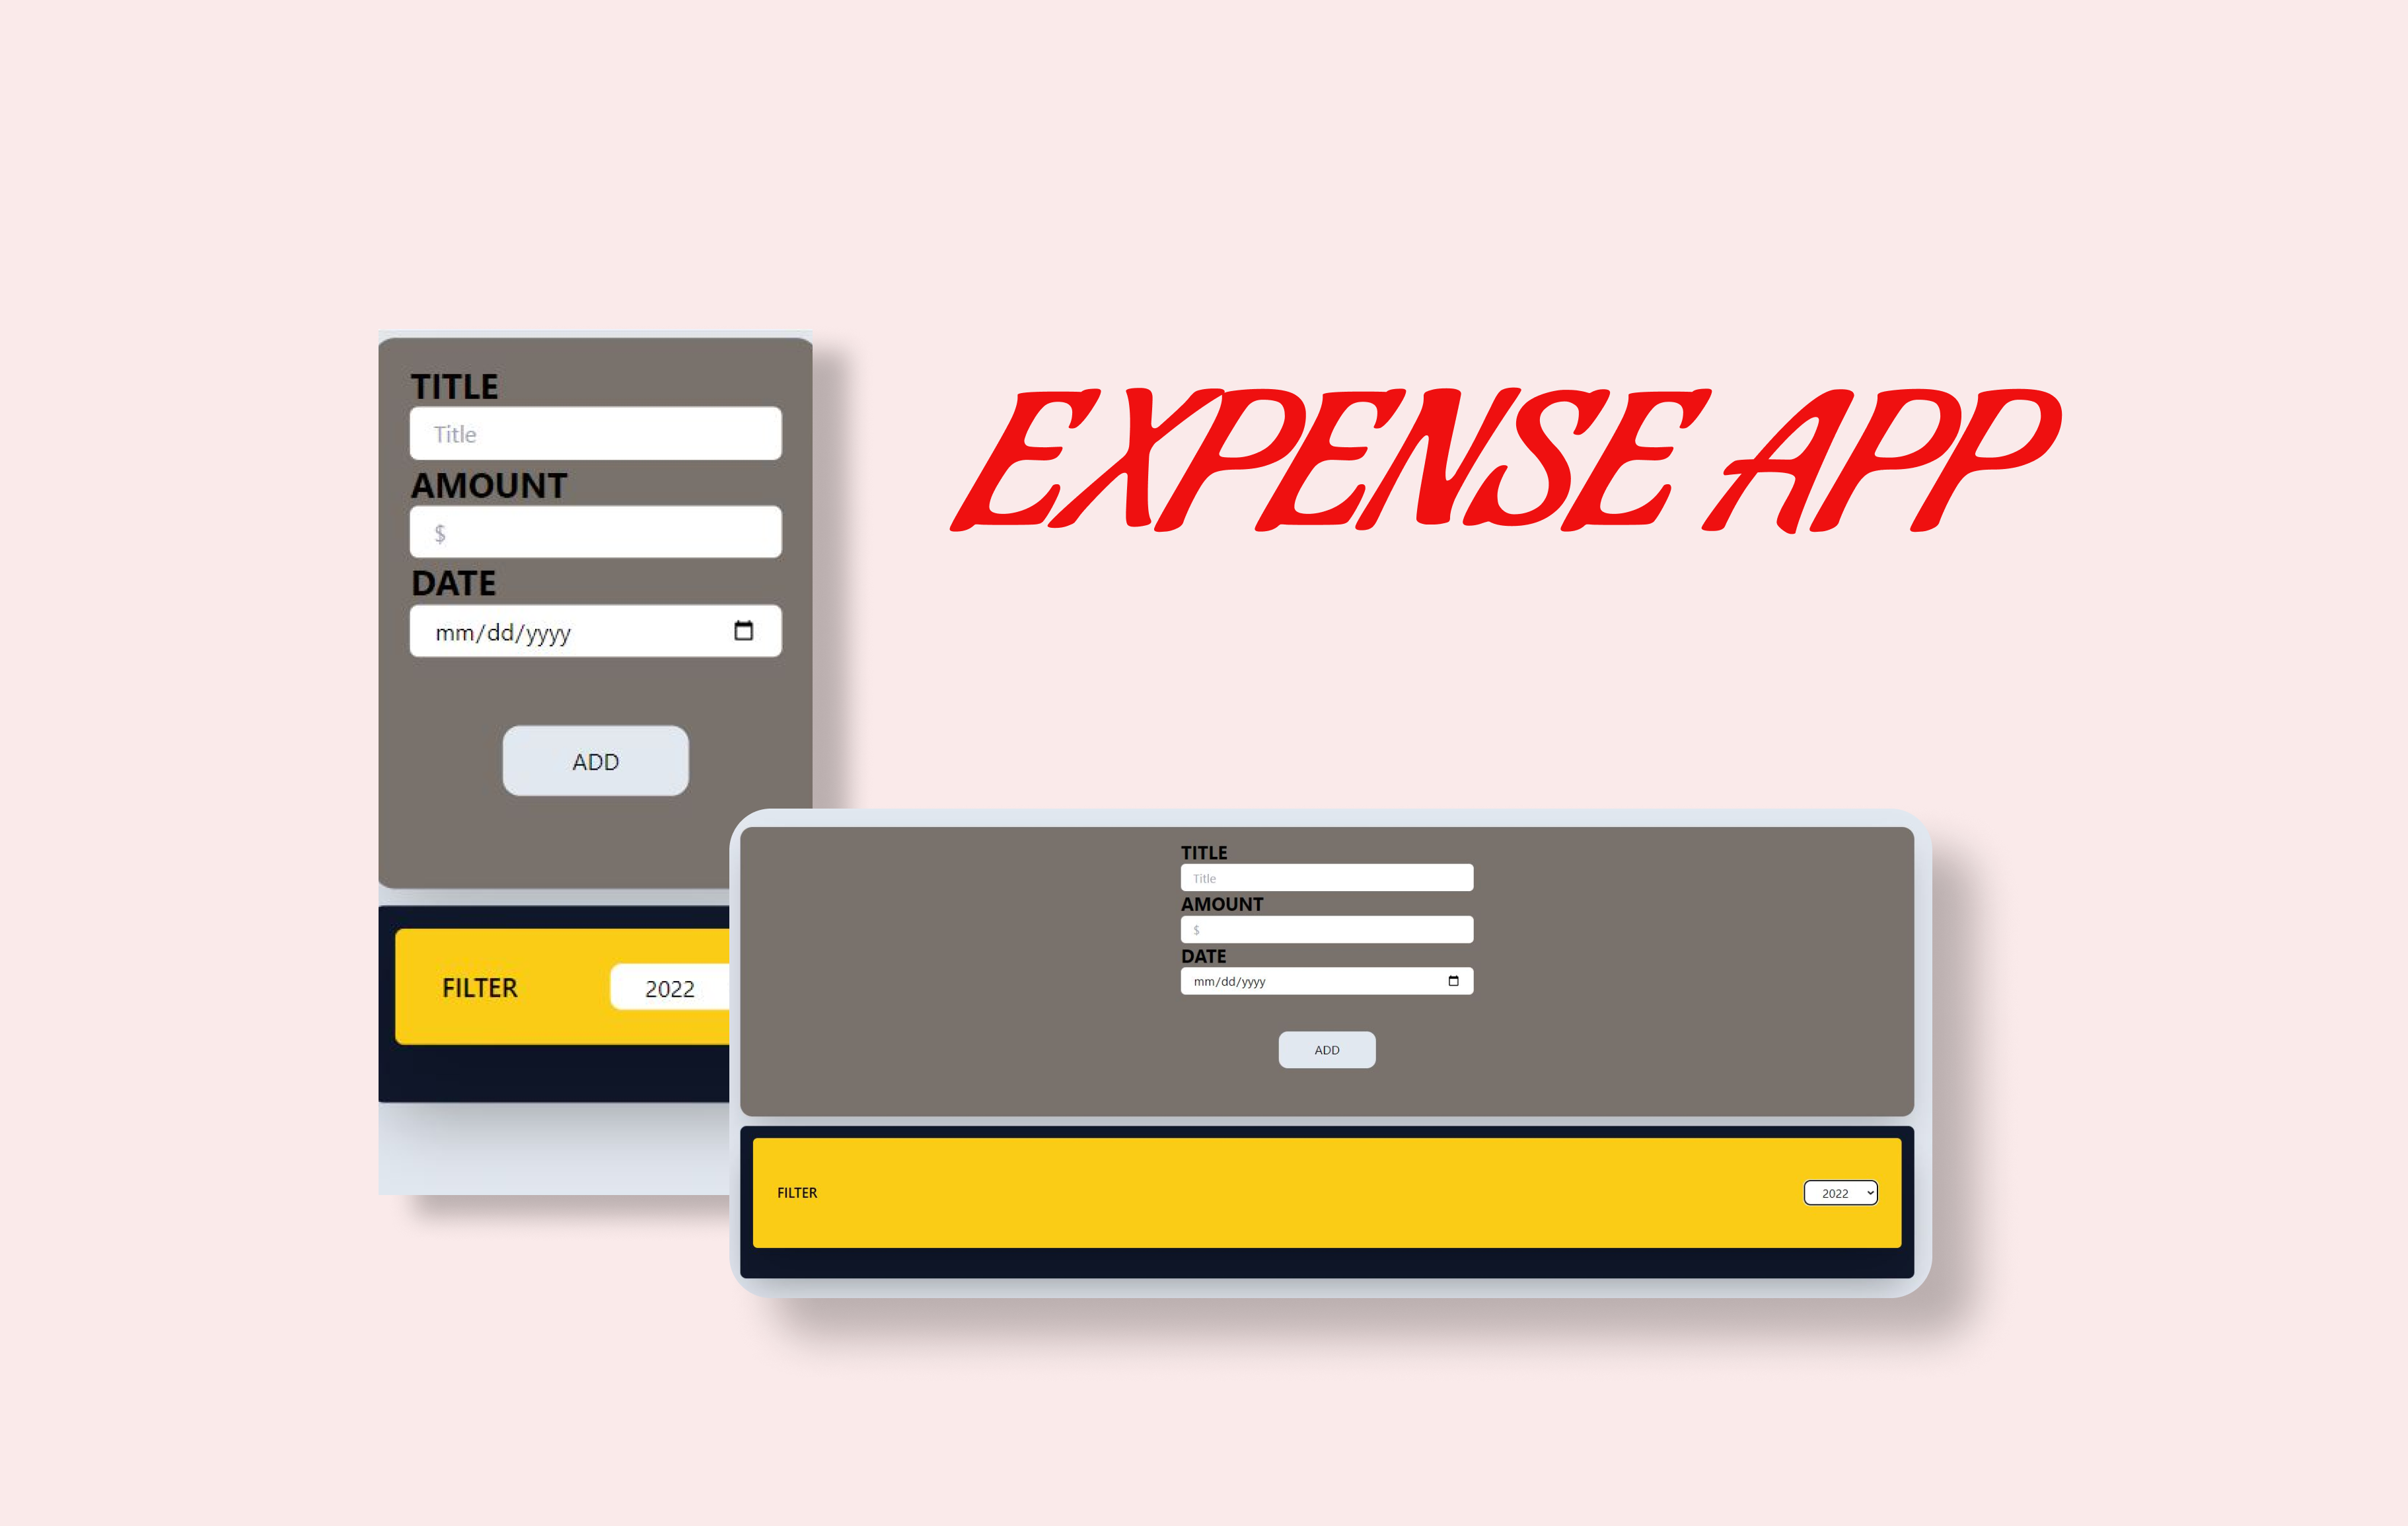 EXPENSE APP
TITLE
Title
AMOUNT
$
DATE
mm/dd/yyyy
ADD
FILTER 2022
TITLE
Title
AMOUNT
$
DATE
mm/dd/yyyy
ADD
FILTER 2022